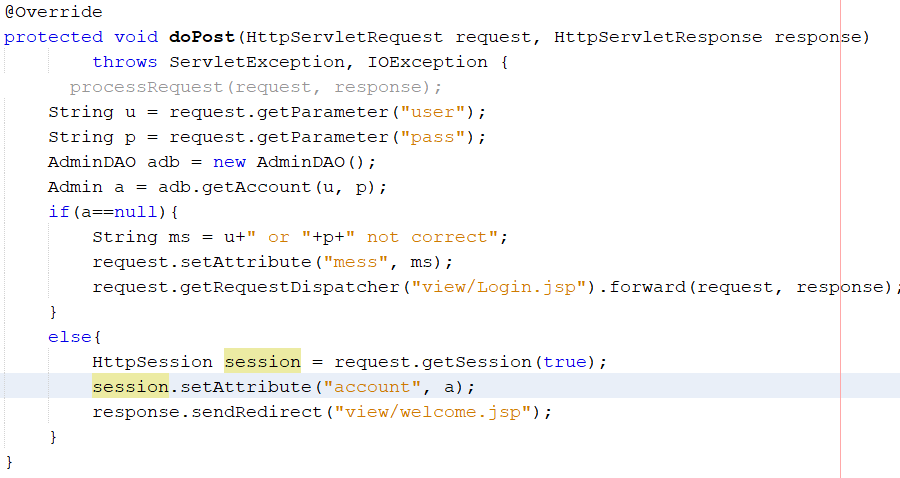 @Override
protected void doPost(HttpServletRequest request, HttpServletResponse response)
        throws ServletException, IOException {
      processRequest(request, response);
    String u = request.getParameter("user");
    String p = request.getParameter("pass");
    AdminDAO adb = new AdminDAO();
    Admin a = adb.getAccount(u, p);
    if(a==null){
        String ms = u+" or "+p+" not correct";
        request.setAttribute("mess", ms);
        request.getRequestDispatcher("view/Login.jsp").forward(request, response);
    }
    else{
        HttpSession session = request.getSession(true);
        session.setAttribute("account", a);
        response.sendRedirect("view/welcome.jsp");
    }
}